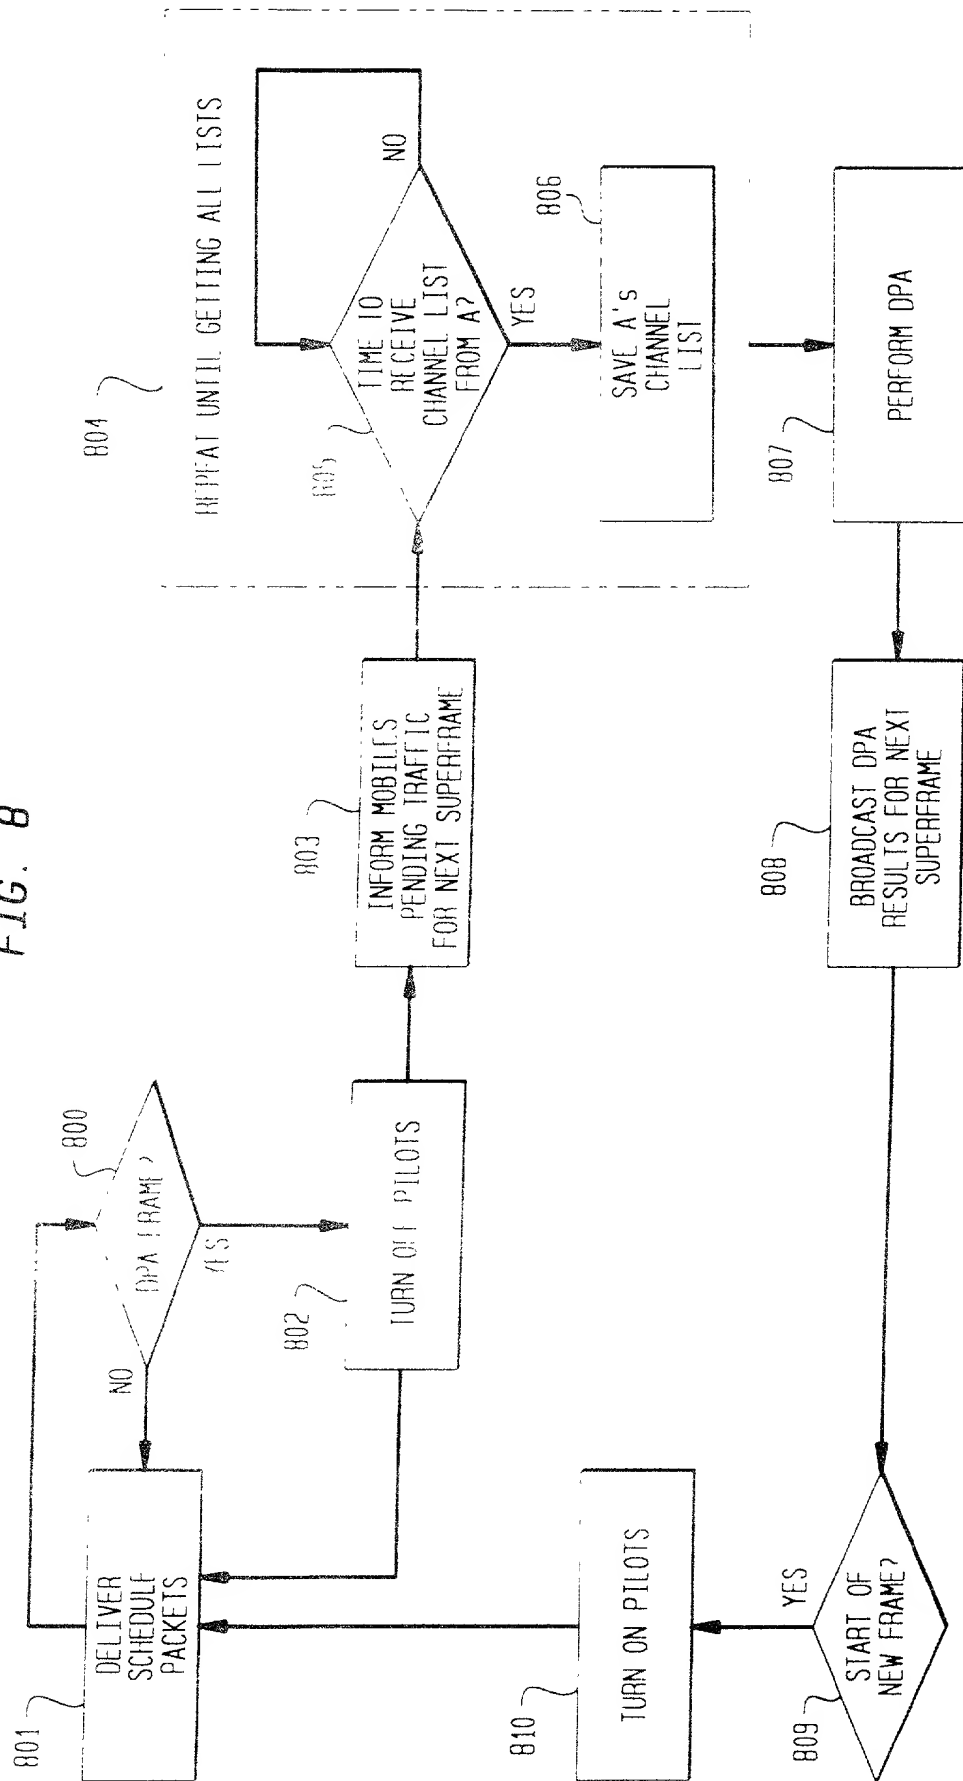 FIG. 8
800
DPA FRAME?
NO
YES
801
DELIVER
SCHEDULE
PACKETS
802
TURN OFF PILOTS
803
INFORM MOBILES
PENDING TRAFFIC
FOR NEXT SUPERFRAME
804
REPEAT UNTIL GETTING ALL LISTS
805
TIME TO
RECEIVE
CHANNEL LIST
FROM A?
NO
YES
806
SAVE A's
CHANNEL
LIST
807
PERFORM DPA
808
BROADCAST DPA
RESULTS FOR NEXT
SUPERFRAME
809
START OF
NEW FRAME?
YES
810
TURN ON PILOTS